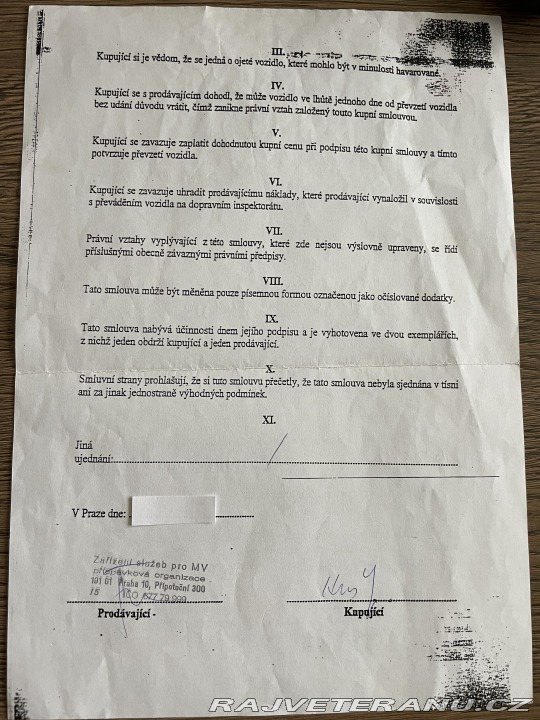 III.
Kupující si je vědom, že se jedná o ojeté vozidlo, které mohlo být v minulosti havarované.
IV.
Kupující se s prodávajícím dohodl, že může vozidlo ve lhůtě jednoho dne od převzetí vozidla
bez udání důvodu vrátit, čímž zanikne právní vztah založený touto kupní smlouvou.
V.
Kupující se zavazuje zaplatit dohodnutou kupní cenu při podpisu této kupní smlouvy a tímto
potvrzuje převzetí vozidla.
VI.
Kupující se zavazuje uhradit prodávajícímu náklady, které prodávající vynaložil v souvislosti
s převáděním vozidla na dopravním inspektorátu.
VII.
Právní vztahy vyplývající z této smlouvy, které zde nejsou výslovně upraveny, se řídí
příslušnými obecně závaznými právními předpisy.
VIII.
Tato smlouva může být měněna pouze písemnou formou označenou jako očíslované dodatky.
IX.
Tato smlouva nabývá účinnosti dnem jejího podpisu a je vyhotovena ve dvou exemplářích,
z nichž jeden obdrží kupující a jeden prodávající.
X.
Smluvní strany prohlašují, že si tuto smlouvu přečetly, že tato smlouva nebyla sjednána v tísni
ani za jinak jednostraně výhodných podmínek.
XI.
Jiná
ujednání:
V Praze dne:
Zařízení služeb pro MV
příspěvková organizace
101 01 Praha 10, Přípotoční 300
15 IČO 677 79 999
Prodávající -
Kupující
RAJVETERANU.CZ